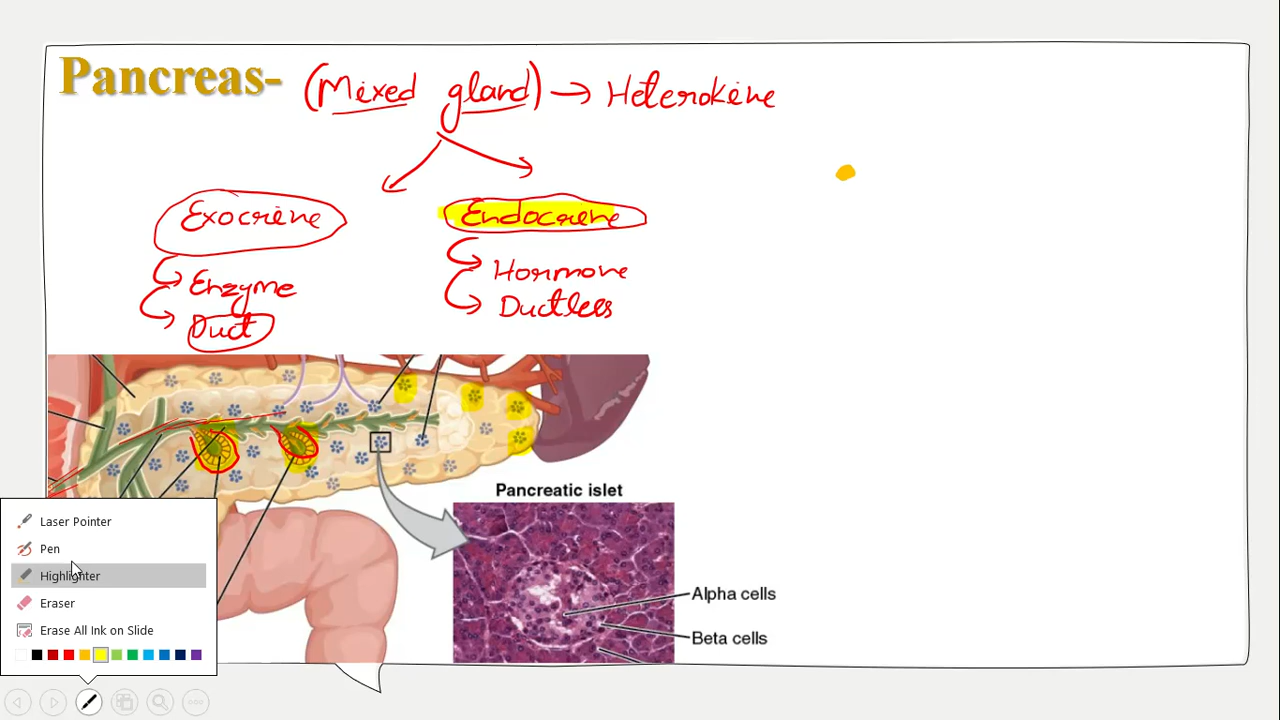 Pancreas- (Mixed gland) → Heterokine
Exocrine Endocrine
Enzyme Hormone
Duct Ductless
Pancreatic islet
Alpha cells
Beta cells
Laser Pointer
Pen
Highlighter
Eraser
Erase All Ink on Slide